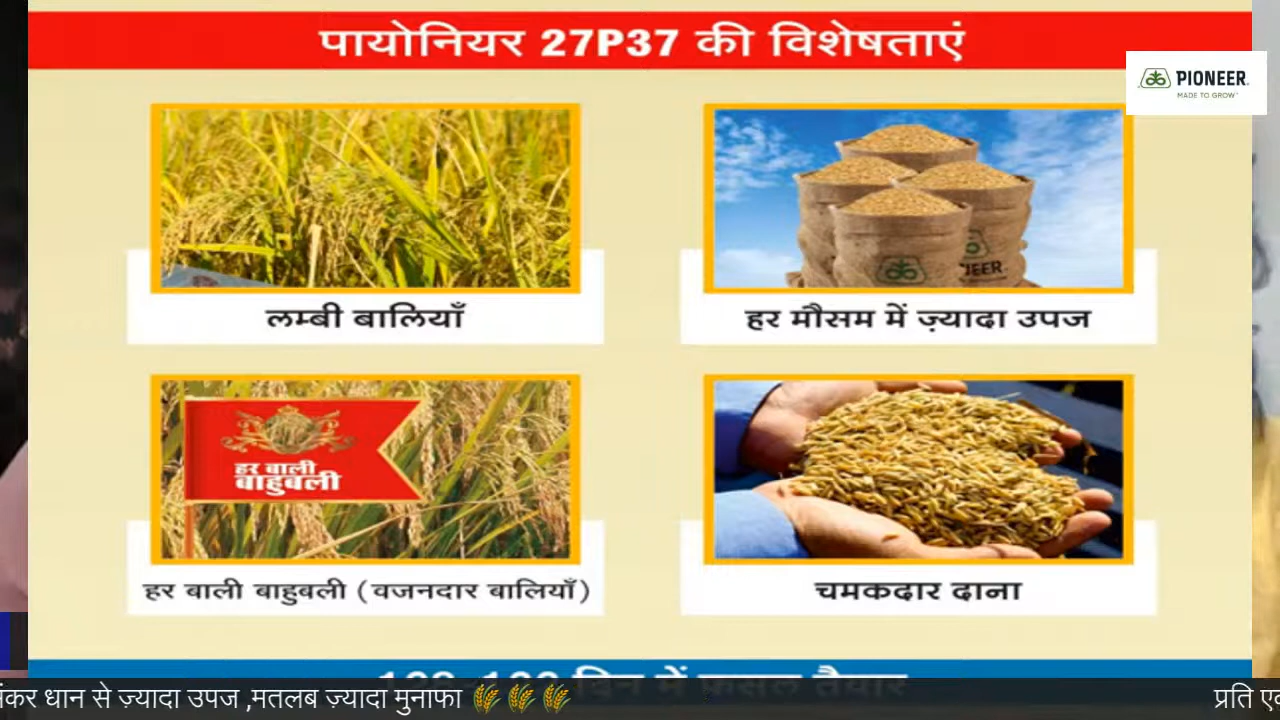 पायोनियर 27P37 की विशेषताएं
PIONEER
MADE TO GROW
लम्बी बालियाँ
हर मौसम में ज़्यादा उपज
हर बाली
बाहुबली
हर बाली बाहुबली (वजनदार बालियाँ)
चमकदार दाना
दिन में फसल तैयार
धान से ज़्यादा उपज ,मतलब ज़्यादा मुनाफा 🌾🌾🌾
प्रति